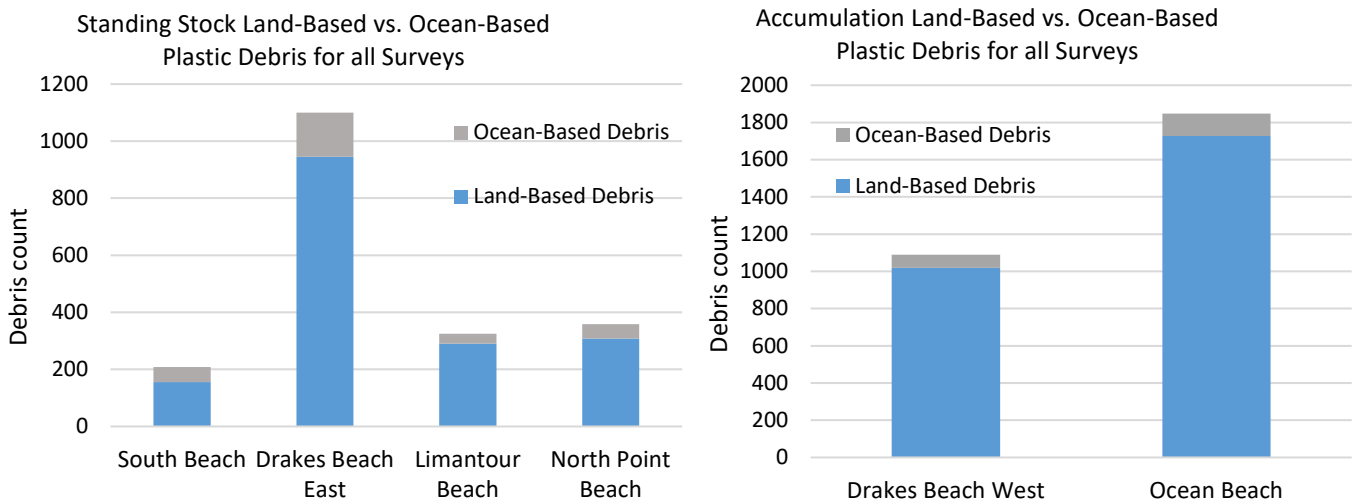 Standing Stock Land-Based vs. Ocean-Based
Plastic Debris for all Surveys
1200
1000
800
600
400
200
0
Debris count
Ocean-Based Debris
Land-Based Debris
South Beach
Drakes Beach
East
Limantour
Beach
North Point
Beach
Accumulation Land-Based vs. Ocean-Based
Plastic Debris for all Surveys
2000
1800
1600
1400
1200
1000
800
600
400
200
0
Debris count
Ocean-Based Debris
Land-Based Debris
Drakes Beach West
Ocean Beach